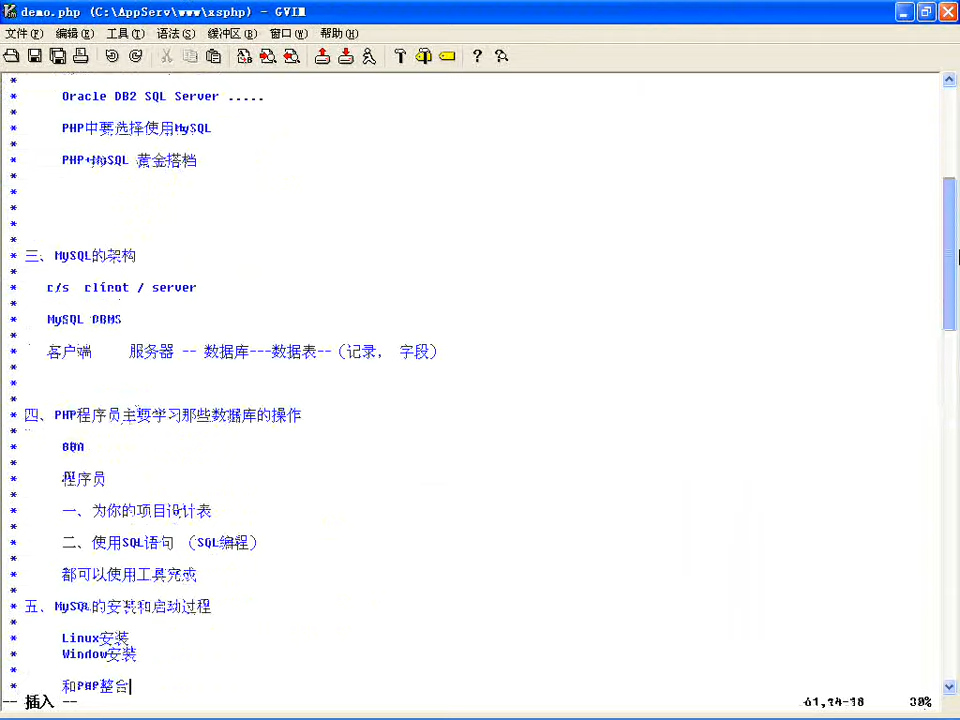 demo.php (C:\AppServ\www\xsphp) - GVIM
文件(F) 编辑(E) 工具(T) 语法(S) 缓冲区(B) 窗口(W) 帮助(H)
*
* Oracle DB2 SQL Server .....
*
* PHP中要选择使用MySQL
*
* PHP+MySQL 黄金搭档
*
*
*
*
*
* 三、MySQL的架构
*
* c/s clinet / server
*
* MySQL DBMS
*
* 客户端 服务器 -- 数据库---数据表--（记录， 字段）
*
*
*
* 四、PHP程序员主要学习那些数据库的操作
*
*
*
* 程序员
*
* 一、为你的项目设计表
*
* 二、使用SQL语句 （SQL编程）
*
* 都可以使用工具完成
*
* 五、MySQL的安装和启动过程
*
* Linux安装
* Window安装
*
* 和PHP整合
-- 插入 --